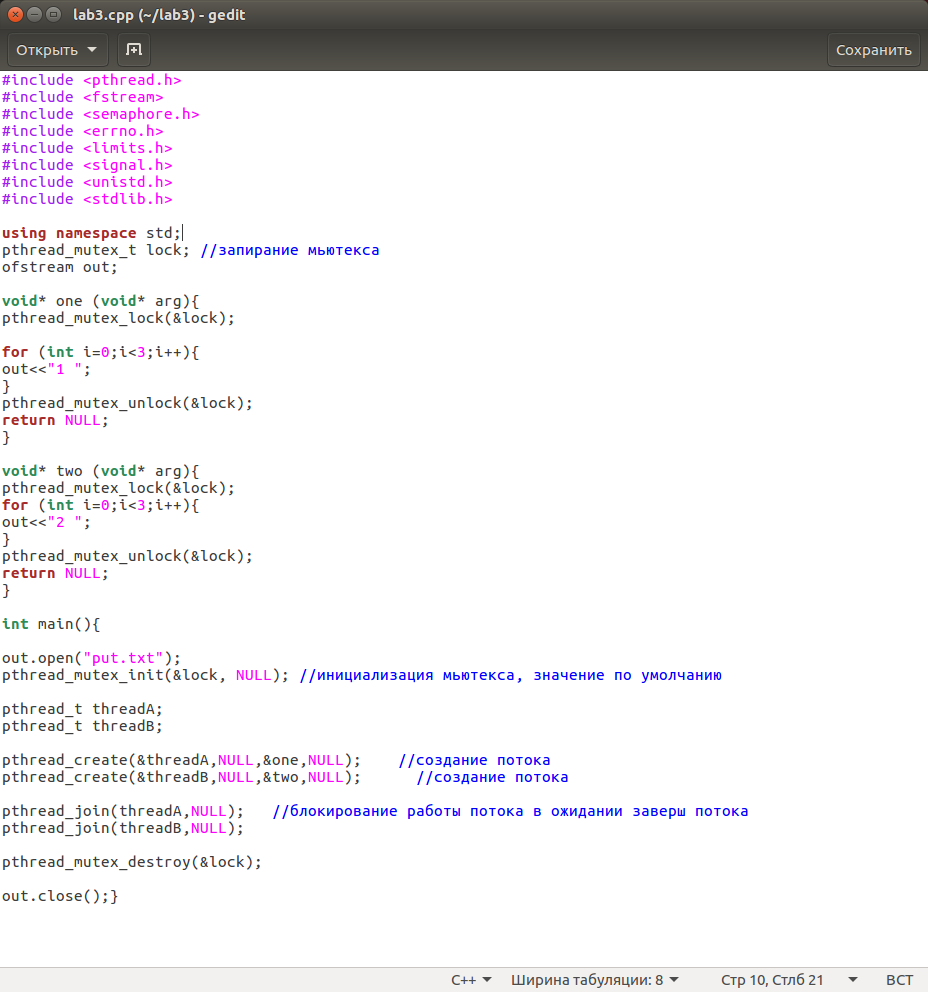 lab3.cpp (~/lab3) - gedit
Открыть
Сохранить
#include <pthread.h>
#include <fstream>
#include <semaphore.h>
#include <errno.h>
#include <limits.h>
#include <signal.h>
#include <unistd.h>
#include <stdlib.h>
using namespace std;
pthread_mutex_t lock; //запирание мьютекса
ofstream out;
void* one (void* arg){
pthread_mutex_lock(&lock);
for (int i=0;i<3;i++){
out<<"1 ";
}
pthread_mutex_unlock(&lock);
return NULL;
}
void* two (void* arg){
pthread_mutex_lock(&lock);
for (int i=0;i<3;i++){
out<<"2 ";
}
pthread_mutex_unlock(&lock);
return NULL;
}
int main(){
out.open("put.txt");
pthread_mutex_init(&lock, NULL); //инициализация мьютекса, значение по умолчанию
pthread_t threadA;
pthread_t threadB;
pthread_create(&threadA,NULL,&one,NULL);    //создание потока
pthread_create(&threadB,NULL,&two,NULL);      //создание потока
pthread_join(threadA,NULL);   //блокирование работы потока в ожидании заверш потока
pthread_join(threadB,NULL);
pthread_mutex_destroy(&lock);
out.close();}
C++ Ширина табуляции: 8 Стр 10, Стлб 21 ВСТ